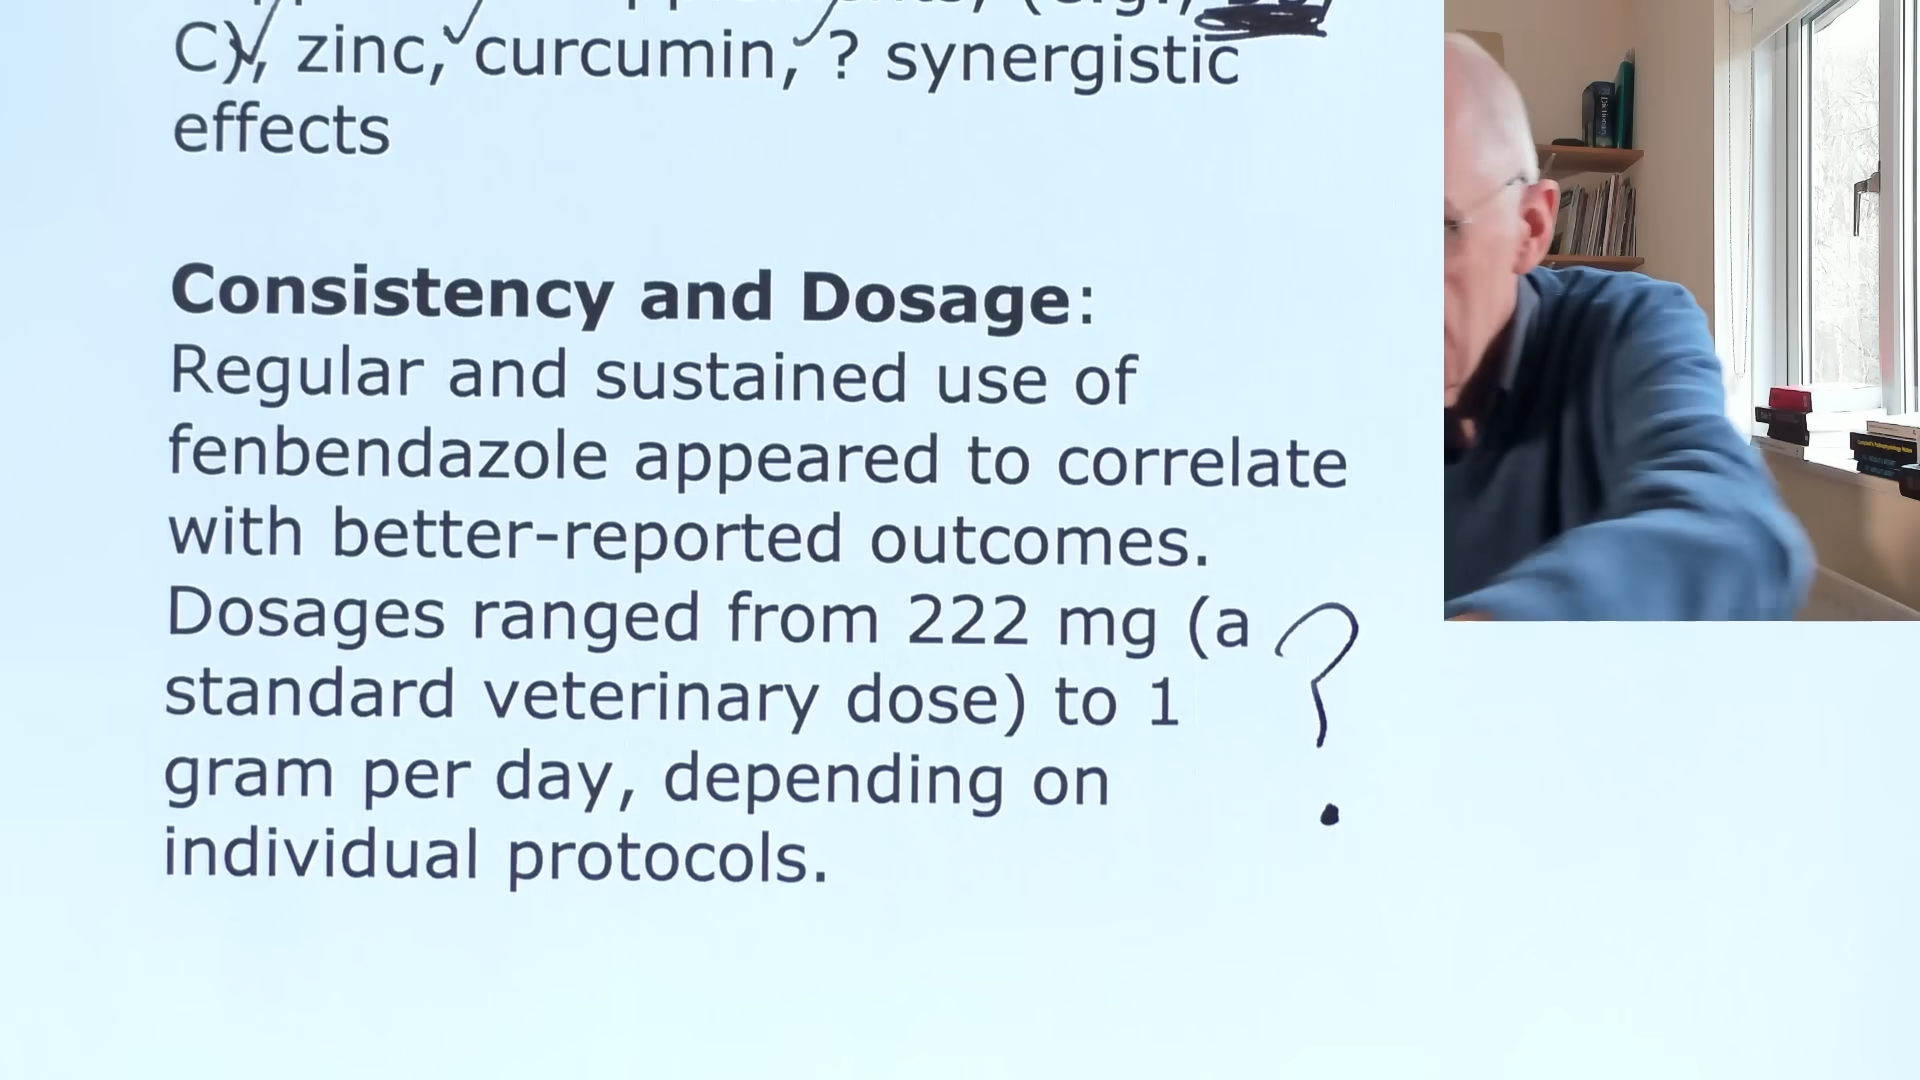 C), zinc, curcumin, ? synergistic
effects
Consistency and Dosage:
Regular and sustained use of
fenbendazole appeared to correlate
with better-reported outcomes.
Dosages ranged from 222 mg (a
standard veterinary dose) to 1
gram per day, depending on
individual protocols.
?